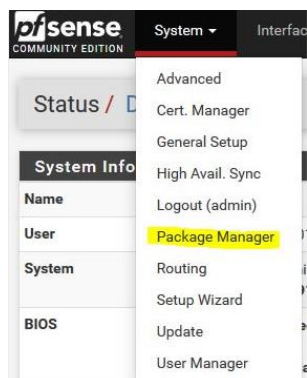 pfsense
COMMUNITY EDITION
System
Interfac
Status /
Advanced
Cert. Manager
General Setup
High Avail. Sync
Logout (admin)
Package Manager
Routing
Setup Wizard
Update
User Manager
System Info
Name
User
System
BIOS